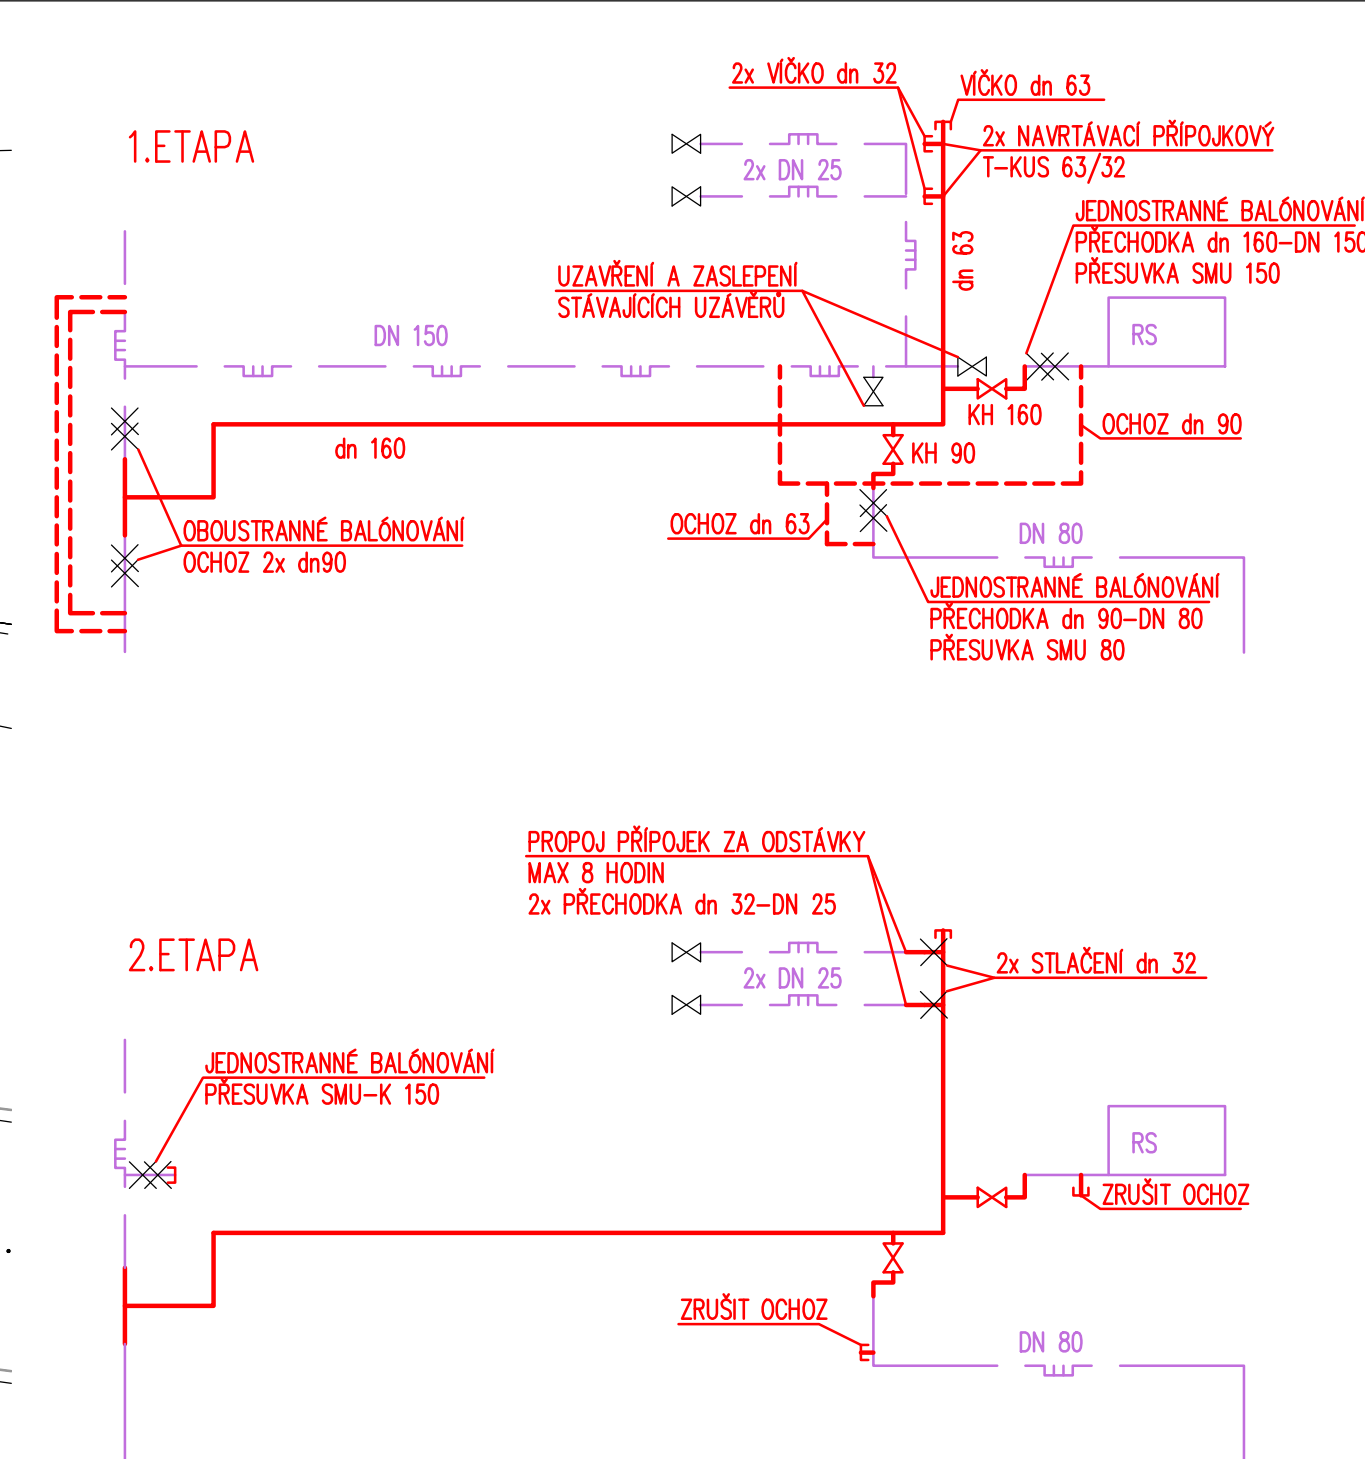 1.ETAPA
2x VÍČKO dn 32
VÍČKO dn 63
2x NAVRTÁVACÍ PŘÍPOJKOVÝ
T-KUS 63/32
2x DN 25
JEDNOSTRANNÉ BALÓNOVÁNÍ
PŘECHODKA dn 160-DN 150
PŘESUVKA SMU 150
dn 63
UZAVŘENÍ A ZASLEPENÍ
STÁVAJÍCÍCH UZÁVĚRŮ
DN 150
RS
KH 160
OCHOZ dn 90
dn 160
KH 90
OBOUSTRANNÉ BALÓNOVÁNÍ
OCHOZ 2x dn90
OCHOZ dn 63
DN 80
JEDNOSTRANNÉ BALÓNOVÁNÍ
PŘECHODKA dn 90-DN 80
PŘESUVKA SMU 80
PROPOJ PŘÍPOJEK ZA ODSTÁVKY
MAX 8 HODIN
2x PŘECHODKA dn 32-DN 25
2.ETAPA
2x DN 25
2x STLAČENÍ dn 32
JEDNOSTRANNÉ BALÓNOVÁNÍ
PŘESUVKA SMU-K 150
RS
ZRUŠIT OCHOZ
ZRUŠIT OCHOZ
DN 80